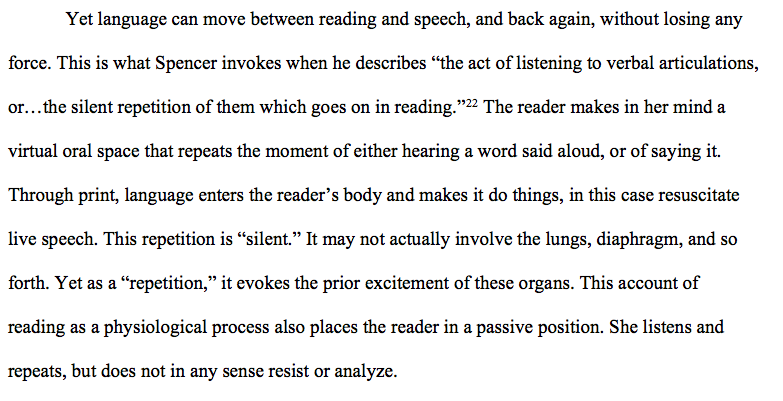 Yet language can move between reading and speech, and back again, without losing any
force. This is what Spencer invokes when he describes “the act of listening to verbal articulations,
or…the silent repetition of them which goes on in reading.”²² The reader makes in her mind a
virtual oral space that repeats the moment of either hearing a word said aloud, or of saying it.
Through print, language enters the reader’s body and makes it do things, in this case resuscitate
live speech. This repetition is “silent.” It may not actually involve the lungs, diaphragm, and so
forth. Yet as a “repetition,” it evokes the prior excitement of these organs. This account of
reading as a physiological process also places the reader in a passive position. She listens and
repeats, but does not in any sense resist or analyze.